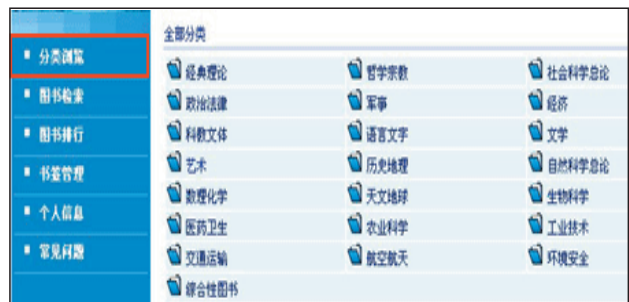 全部分类
分类浏览
图书检索
图书排行
书签管理
个人信息
常见问题
经典理论 哲学宗教 社会科学总论
政治法律 军事 经济
科教文体 语言文字 文学
艺术 历史地理 自然科学总论
数理化学 天文地球 生物科学
医药卫生 农业科学 工业技术
交通运输 航空航天 环境安全
综合性图书